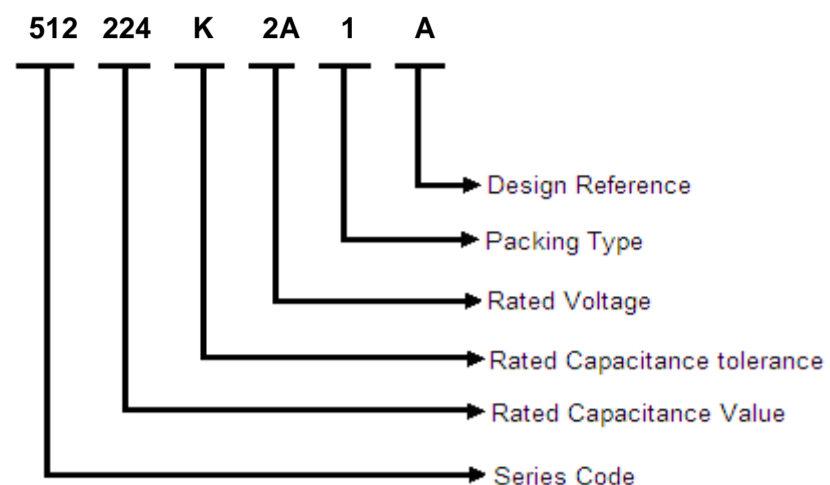 512 224 K 2A 1 A
Design Reference
Packing Type
Rated Voltage
Rated Capacitance tolerance
Rated Capacitance Value
Series Code